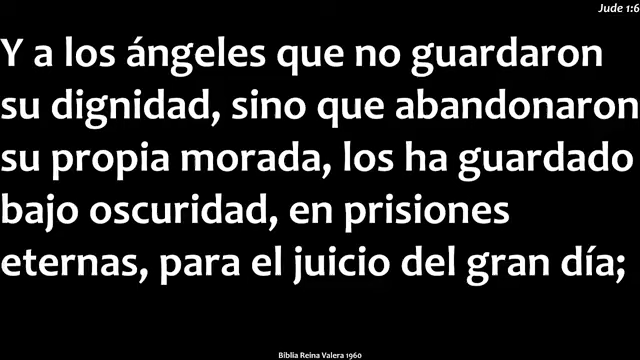 Jude 1:6
Y a los ángeles que no guardaron
su dignidad, sino que abandonaron
su propia morada, los ha guardado
bajo oscuridad, en prisiones
eternas, para el juicio del gran día;
Biblia Reina Valera 1960